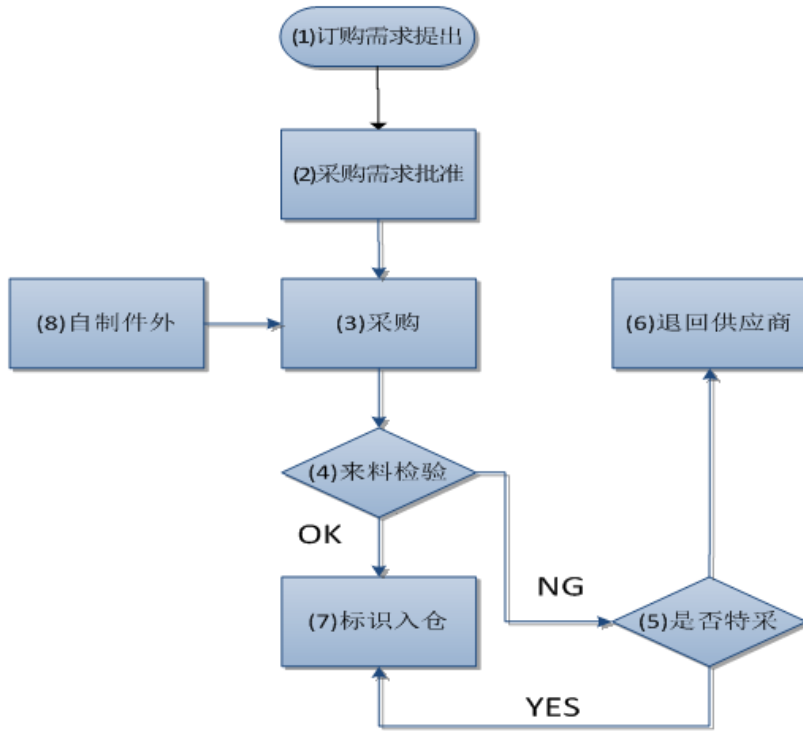 (1)订购需求提出
(2)采购需求批准
(8)自制件外
(3)采购
(6)退回供应商
(4)来料检验
OK
NG
(7)标识入仓
(5)是否特采
YES